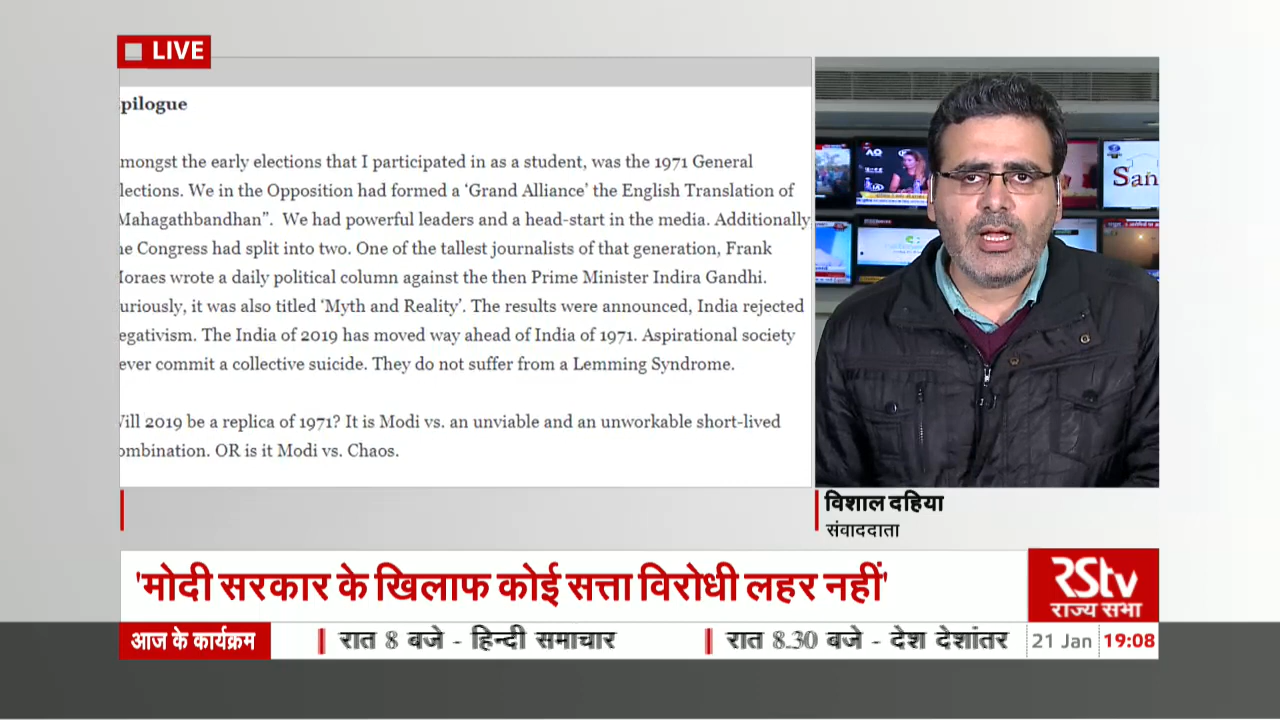 LIVE
pilogue
mongst the early elections that I participated in as a student, was the 1971 General
lections. We in the Opposition had formed a ‘Grand Alliance’ the English Translation of
Mahagathbandhan”. We had powerful leaders and a head-start in the media. Additionally
he Congress had split into two. One of the tallest journalists of that generation, Frank
oraes wrote a daily political column against the then Prime Minister Indira Gandhi.
uriously, it was also titled ‘Myth and Reality’. The results were announced, India rejected
egativism. The India of 2019 has moved way ahead of India of 1971. Aspirational society
ever commit a collective suicide. They do not suffer from a Lemming Syndrome.
Will 2019 be a replica of 1971? It is Modi vs. an unviable and an unworkable short-lived
ombination. OR is it Modi vs. Chaos.
San
विशाल दहिया
संवाददाता
'मोदी सरकार के खिलाफ कोई सत्ता विरोधी लहर नहीं'
RStv
राज्य सभा
आज के कार्यक्रम
रात 8 बजे - हिन्दी समाचार
रात 8.30 बजे - देश देशांतर
21 Jan
19:08